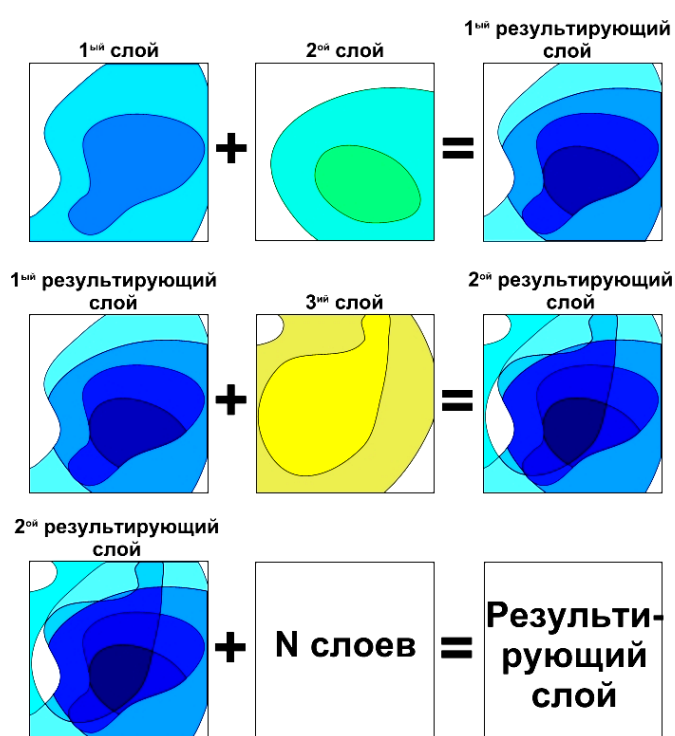 1ый слой
+
2ой слой
=
1ый результирующий
слой
1ый результирующий
слой
+
3ий слой
=
2ой результирующий
слой
2ой результирующий
слой
+
N слоев
=
Результи-
рующий
слой